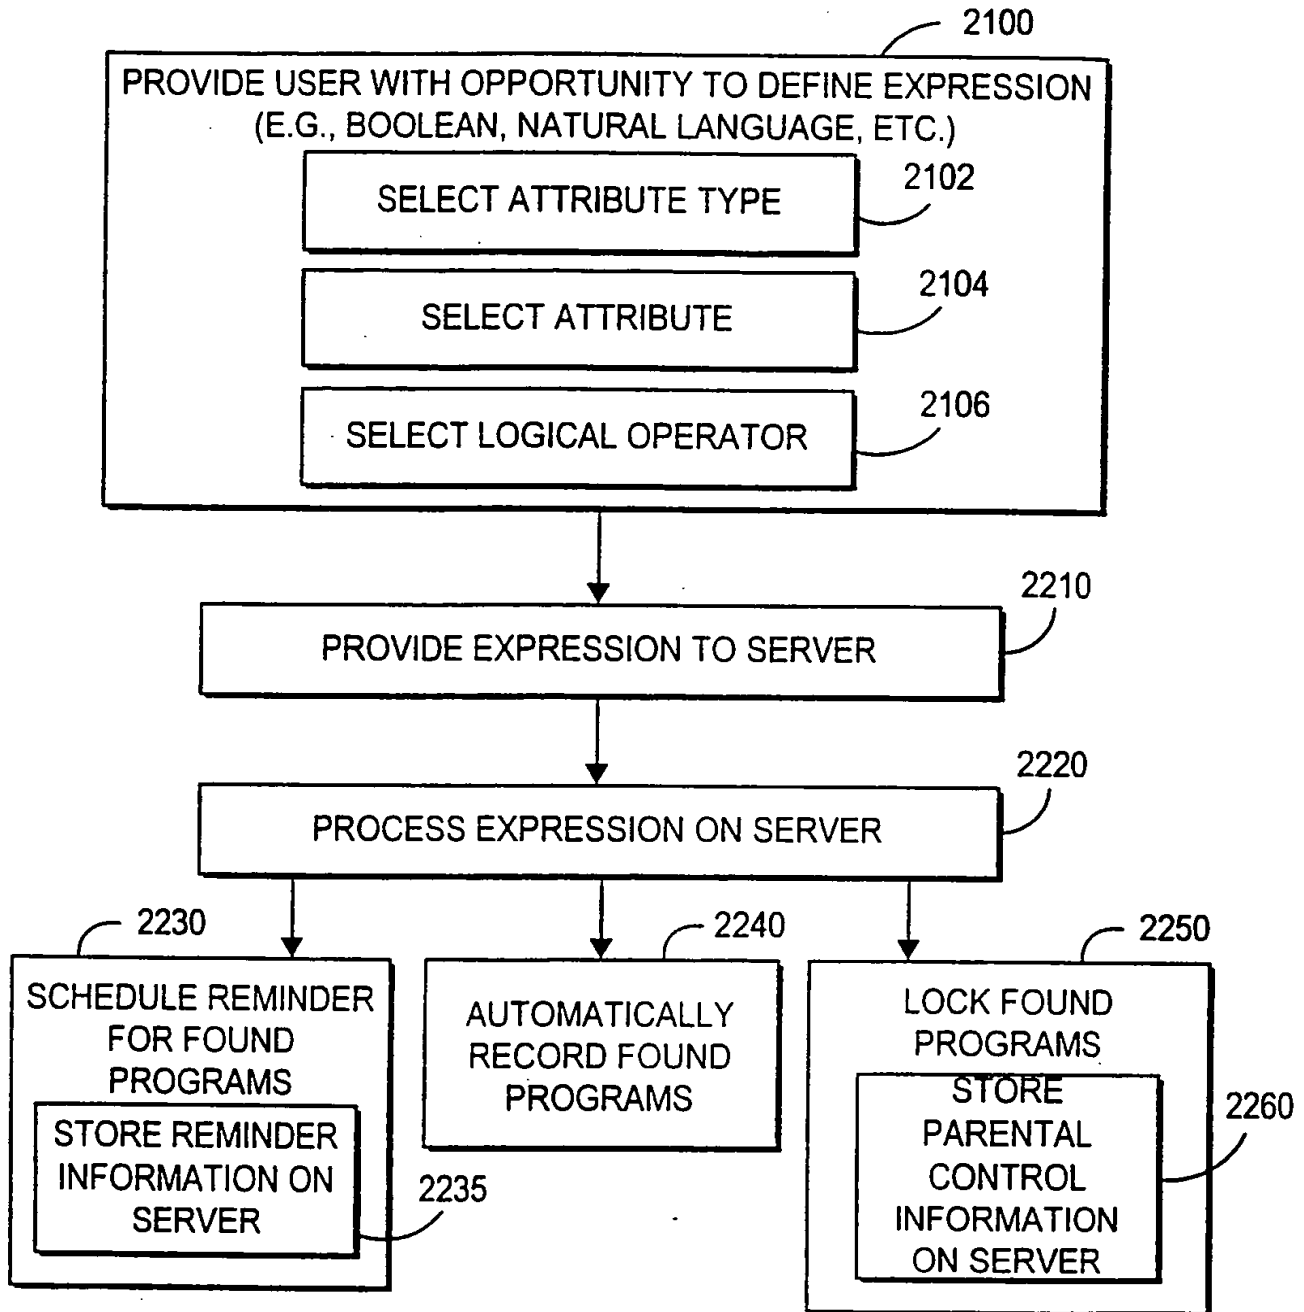 2100
PROVIDE USER WITH OPPORTUNITY TO DEFINE EXPRESSION
(E.G., BOOLEAN, NATURAL LANGUAGE, ETC.)
SELECT ATTRIBUTE TYPE
2102
SELECT ATTRIBUTE
2104
SELECT LOGICAL OPERATOR
2106
2210
PROVIDE EXPRESSION TO SERVER
2220
PROCESS EXPRESSION ON SERVER
2230
SCHEDULE REMINDER
FOR FOUND
PROGRAMS
STORE REMINDER
INFORMATION ON
SERVER
2235
2240
AUTOMATICALLY
RECORD FOUND
PROGRAMS
2250
LOCK FOUND
PROGRAMS
STORE
PARENTAL
CONTROL
INFORMATION
ON SERVER
2260